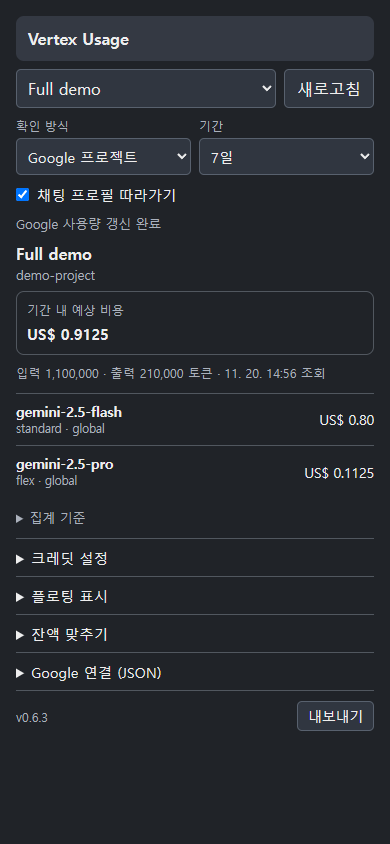 Vertex Usage
Full demo
새로고침
확인 방식
기간
Google 프로젝트
7일
채팅 프로필 따라가기
Google 사용량 갱신 완료
Full demo
demo-project
기간 내 예상 비용
US$ 0.9125
입력 1,100,000 · 출력 210,000 토큰 · 11. 20. 14:56 조회
gemini-2.5-flash
US$ 0.80
standard · global
gemini-2.5-pro
US$ 0.1125
flex · global
집계 기준
크레딧 설정
플로팅 표시
잔액 맞추기
Google 연결 (JSON)
v0.6.3
내보내기